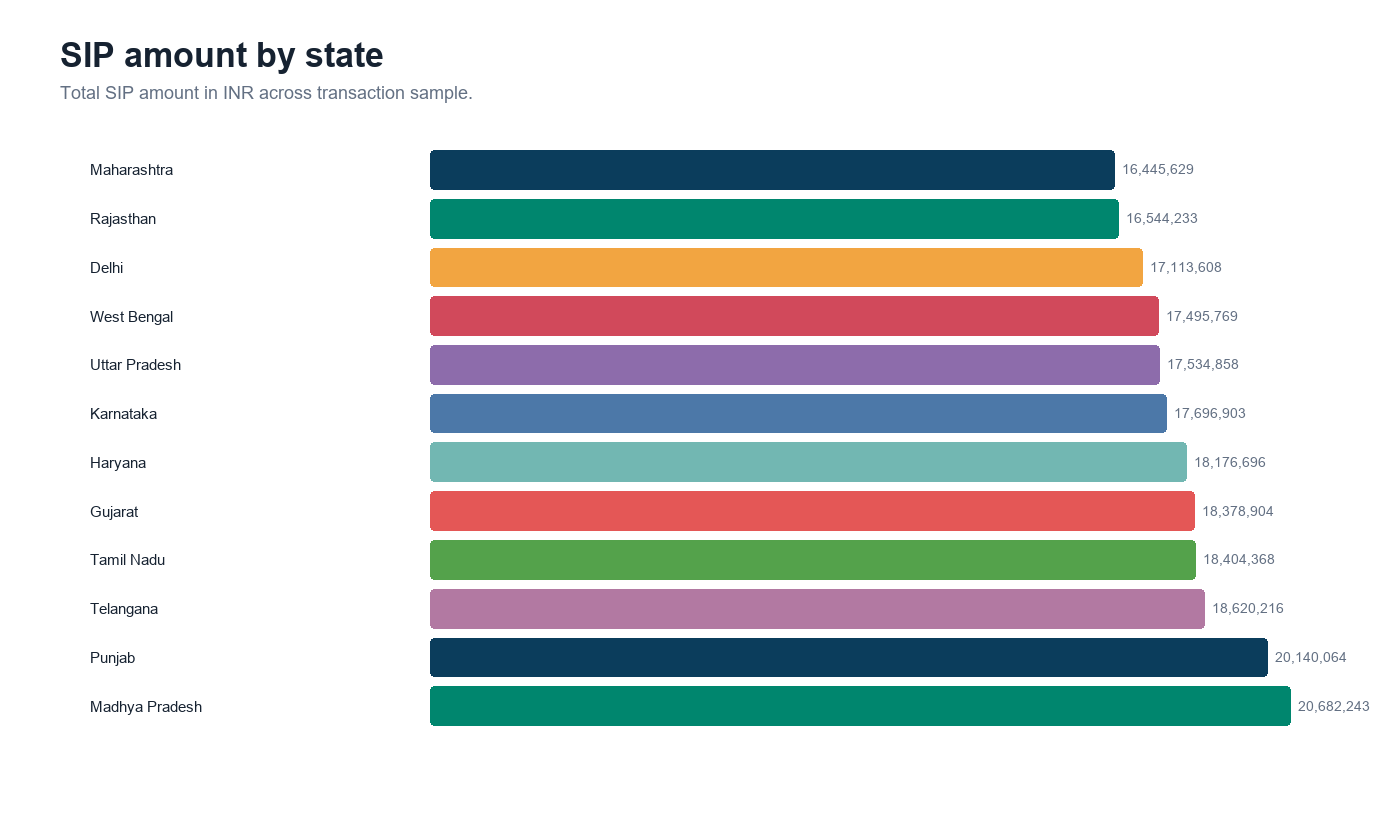 SIP amount by state
Total SIP amount in INR across transaction sample.
Maharashtra 16,445,629
Rajasthan 16,544,233
Delhi 17,113,608
West Bengal 17,495,769
Uttar Pradesh 17,534,858
Karnataka 17,696,903
Haryana 18,176,696
Gujarat 18,378,904
Tamil Nadu 18,404,368
Telangana 18,620,216
Punjab 20,140,064
Madhya Pradesh 20,682,243